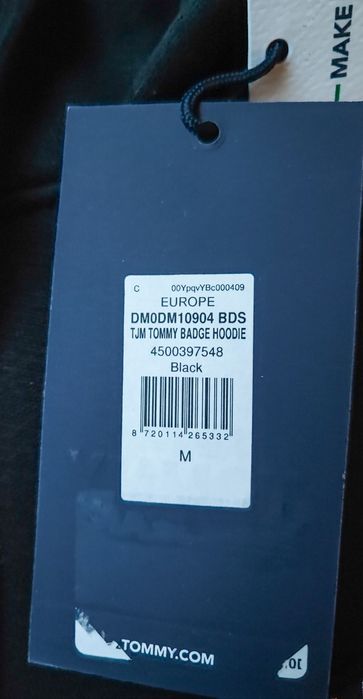 MAKE
C 00YpqvYBc000409
EUROPE
DM0DM10904 BDS
TJM TOMMY BADGE HOODIE
4500397548
Black
8 720114 265332
M
TOMMY.COM